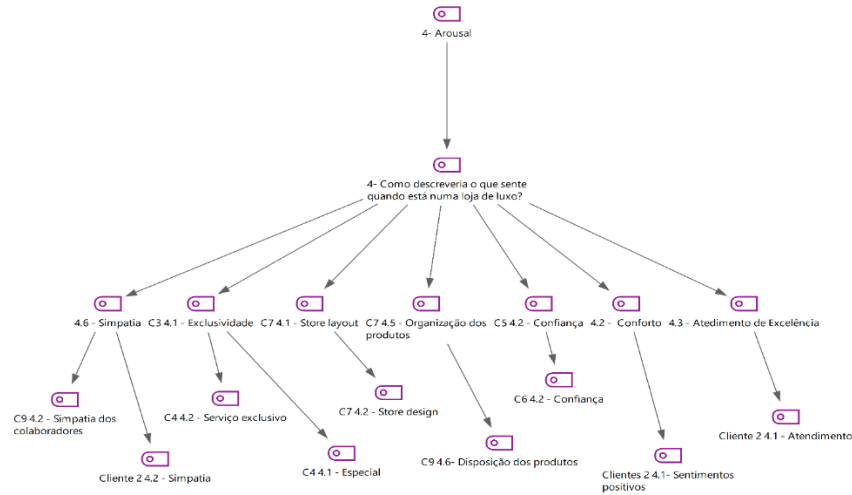 4- Arousal
4- Como descreveria o que sente
quando está numa loja de luxo?
4.6 - Simpatia
C3 4.1 - Exclusividade
C7 4.1 - Store layout
C7 4.5 - Organização dos
produtos
C5 4.2 - Confiança
4.2 - Conforto
4.3 - Atedimento de Excelência
C9 4.2 - Simpatia dos
colaboradores
C4 4.2 - Serviço exclusivo
C7 4.2 - Store design
C6 4.2 - Confiança
Cliente 2 4.1 - Atendimento
Cliente 2 4.2 - Simpatia
C4 4.1 - Especial
C9 4.6- Disposição dos produtos
Clientes 2 4.1- Sentimentos
positivos